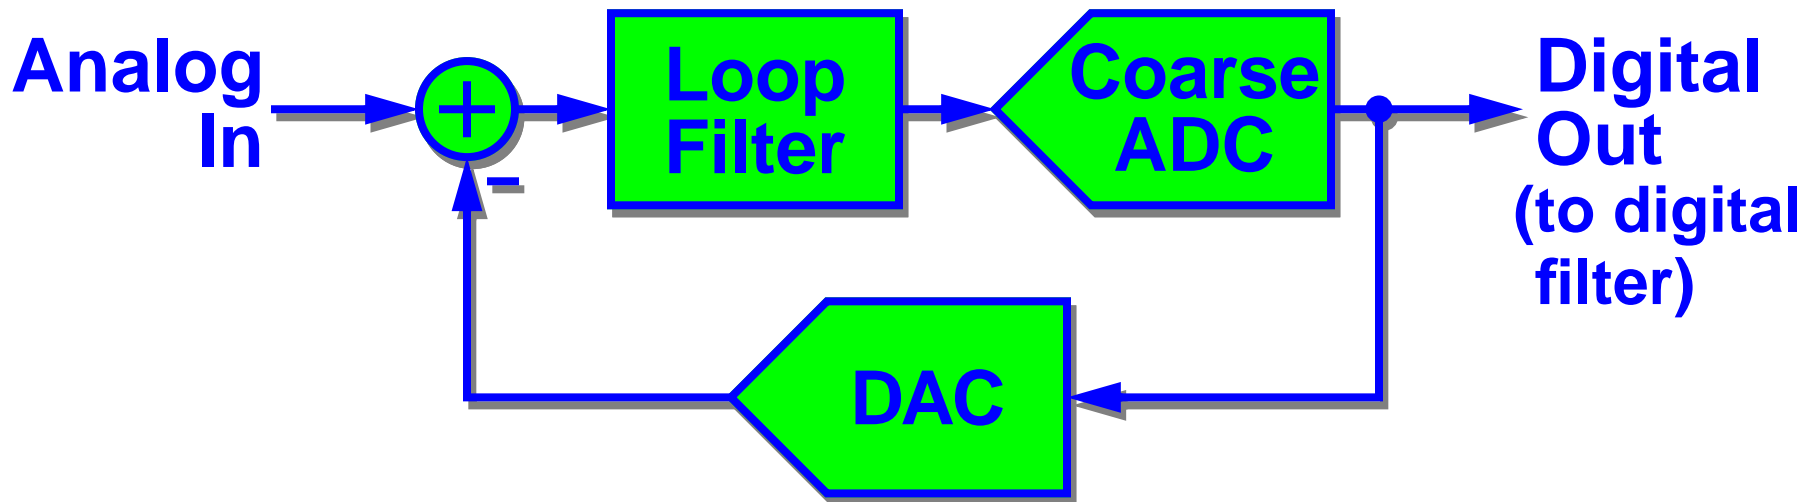 Analog
In
+
-
Loop
Filter
Coarse
ADC
Digital
Out
(to digital
filter)
DAC